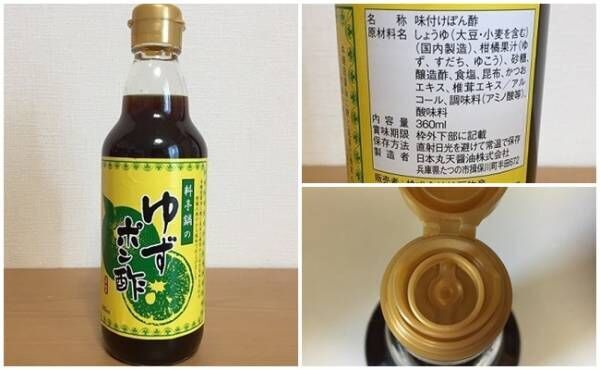 料亭鍋の
ゆず
ポン酢
名　称 味付けぽん酢
原材料名 しょうゆ(大豆・小麦を含む)
(国内製造)、柑橘果汁(ゆ
ず、すだち、ゆこう)、砂糖、
醸造酢、食塩、昆布、かつお
エキス、椎茸エキス/アル
コール、調味料(アミノ酸等)、
酸味料
内 容 量 360ml
賞味期限 枠外下部に記載
保存方法 直射日光を避けて常温で保存
製 造 者 日本丸天醤油株式会社
兵庫県たつの市揖保川町半田672